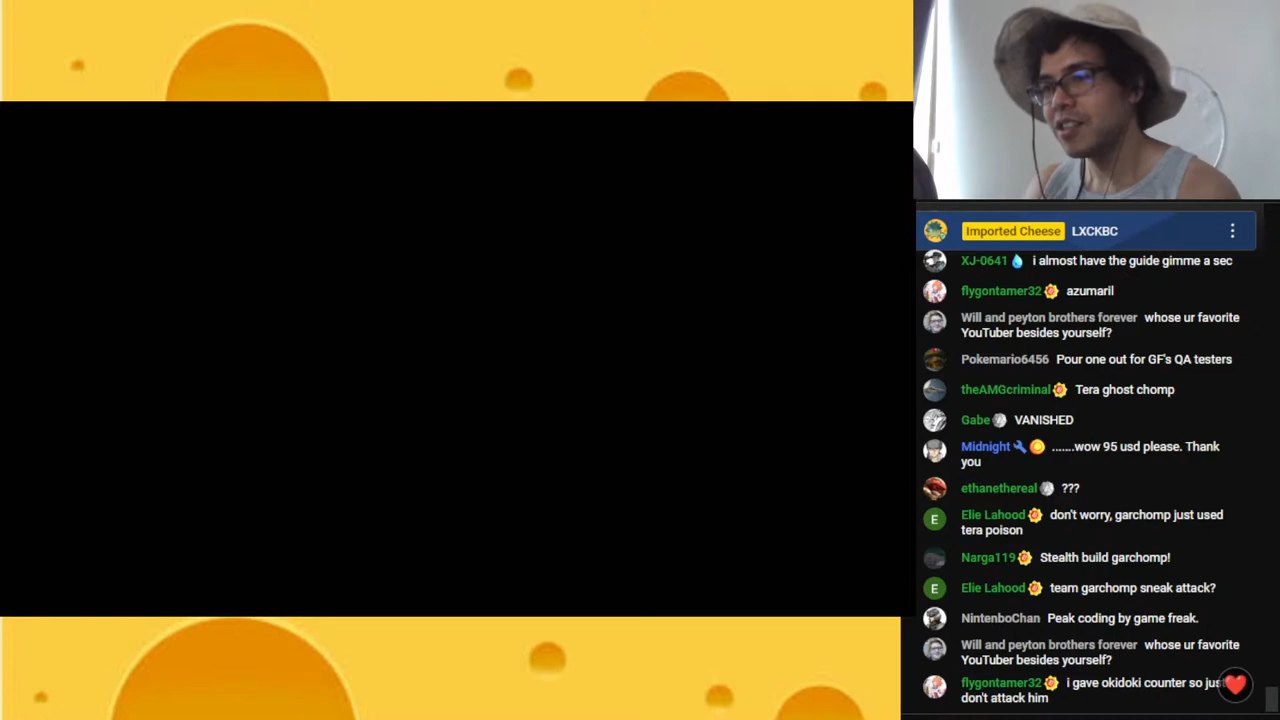 Imported Cheese LXCKBC
XJ-0641 i almost have the guide gimme a sec
flygontamer32 azumaril
Will and peyton brothers forever whose ur favorite
YouTuber besides yourself?
Pokemario6456 Pour one out for GF's QA testers
theAMGcriminal Tera ghost chomp
Gabe VANISHED
Midnight .......wow 95 usd please. Thank
you
ethanethereal ???
E Elie Lahood don't worry, garchomp just used
tera poison
Narga119 Stealth build garchomp!
E Elie Lahood team garchomp sneak attack?
NintenboChan Peak coding by game freak.
Will and peyton brothers forever whose ur favorite
YouTuber besides yourself?
flygontamer32 i gave okidoki counter so just
don't attack him